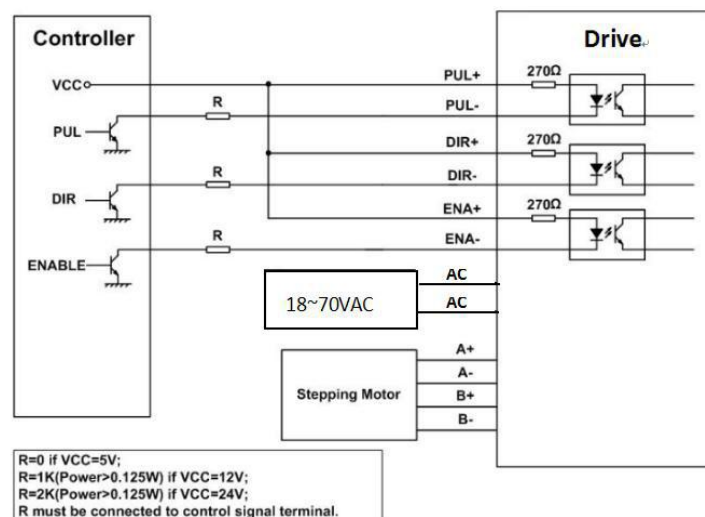 Controller
Drive
VCC
PUL+
270Ω
R
PUL-
PUL
DIR+
270Ω
R
DIR-
DIR
ENA+
270Ω
R
ENA-
ENABLE
18~70VAC
AC
AC
Stepping Motor
A+
A-
B+
B-
R=0 if VCC=5V;
R=1K(Power>0.125W) if VCC=12V;
R=2K(Power>0.125W) if VCC=24V;
R must be connected to control signal terminal.